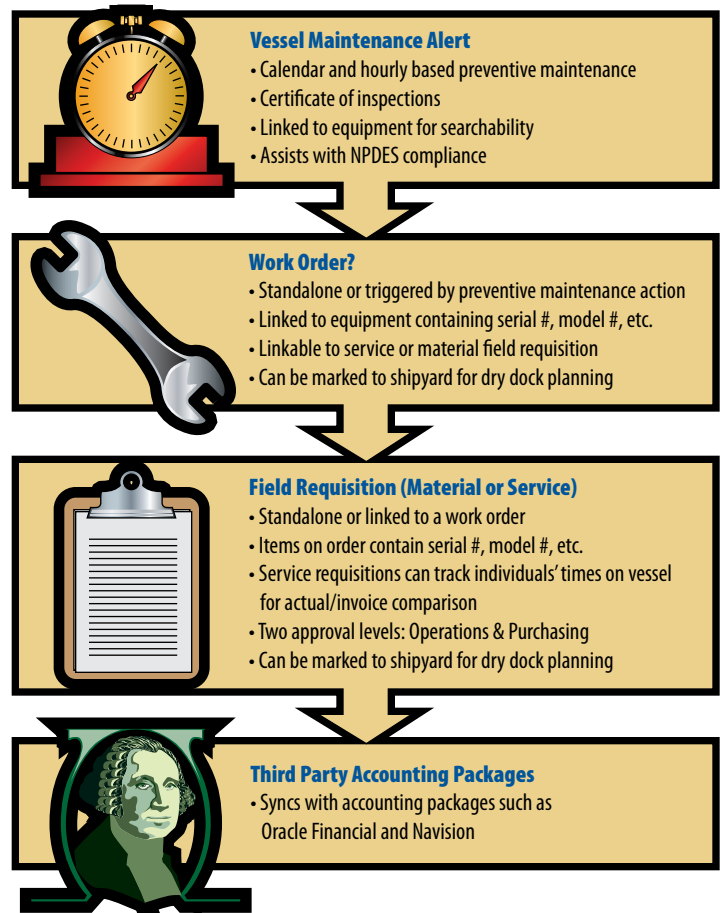 Vessel Maintenance Alert
• Calendar and hourly based preventive maintenance
• Certificate of inspections
• Linked to equipment for searchability
• Assists with NPDES compliance
Work Order?
• Standalone or triggered by preventive maintenance action
• Linked to equipment containing serial #, model #, etc.
• Linkable to service or material field requisition
• Can be marked to shipyard for dry dock planning
Field Requisition (Material or Service)
• Standalone or linked to a work order
• Items on order contain serial #, model #, etc.
• Service requisitions can track individuals’ times on vessel
for actual/invoice comparison
• Two approval levels: Operations & Purchasing
• Can be marked to shipyard for dry dock planning
Third Party Accounting Packages
• Syncs with accounting packages such as
Oracle Financial and Navision